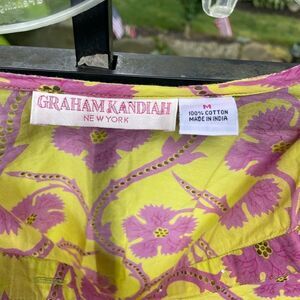 GRAHAM KANDIAH
NEW YORK
M
100% COTTON
MADE IN INDIA